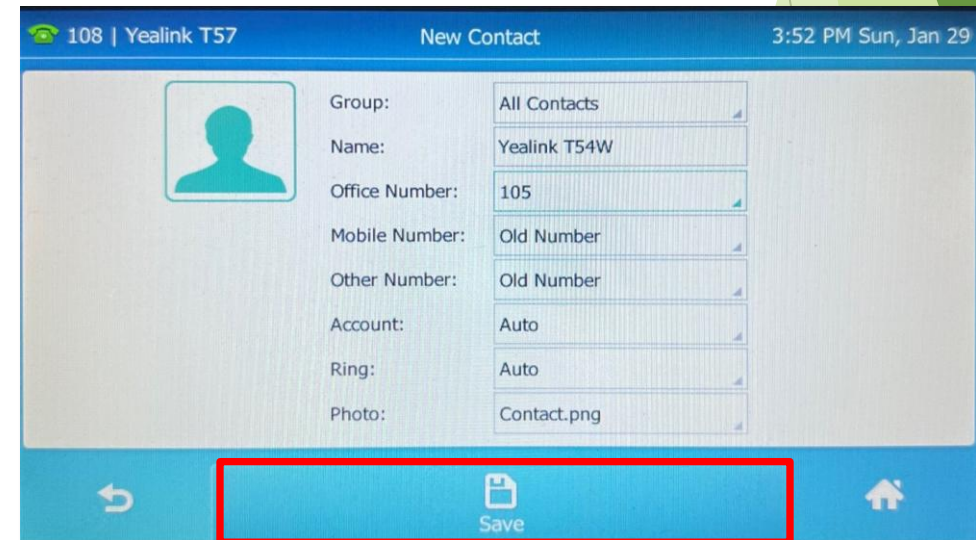 108 | Yealink T57 New Contact 3:52 PM Sun, Jan 29
Group: All Contacts
Name: Yealink T54W
Office Number: 105
Mobile Number: Old Number
Other Number: Old Number
Account: Auto
Ring: Auto
Photo: Contact.png
Save